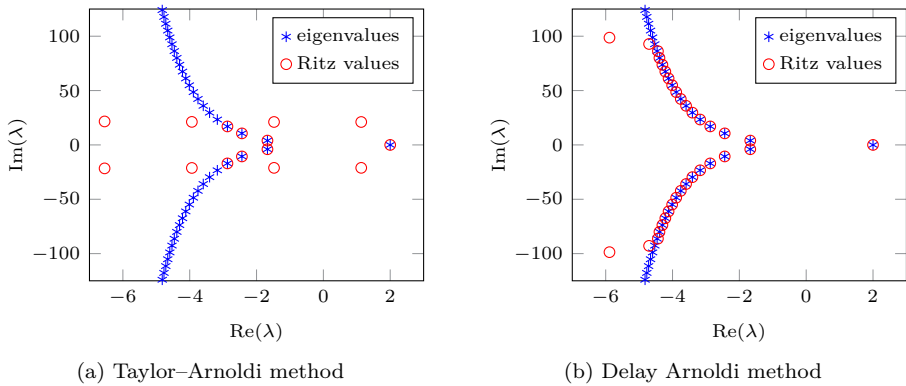 100
50
0
−50
−100
Im(λ)
eigenvalues
Ritz values
−6
−4
−2
0
2
Re(λ)
(a) Taylor–Arnoldi method
100
50
0
−50
−100
Im(λ)
eigenvalues
Ritz values
−6
−4
−2
0
2
Re(λ)
(b) Delay Arnoldi method